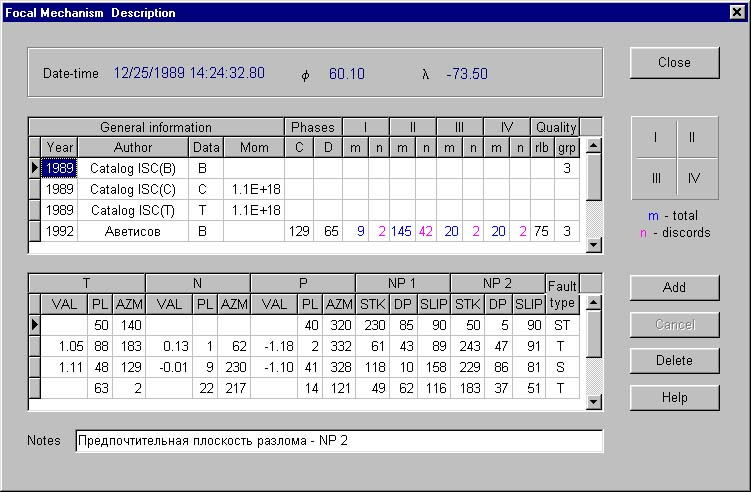 Focal Mechanism Description
Date-time 12/25/1989 14:24:32.80 ϕ 60.10 λ -73.50
Close
General information Phases I II III IV Quality
Year Author Data Mom C D m n m n m n m n rlb grp
1989 Catalog ISC(B) B 3
1989 Catalog ISC(C) C 1.1E+18
1989 Catalog ISC(T) T 1.1E+18
1992 Аветисов B 129 65 9 2 145 42 20 2 20 2 75 3
I II
III IV
m - total
n - discords
T N P NP 1 NP 2 Fault type
VAL PL AZM VAL PL AZM VAL PL AZM STK DP SLIP STK DP SLIP
50 140 40 320 230 85 90 50 5 90 ST
1.05 88 183 0.13 1 62 -1.18 2 332 61 43 89 243 47 91 T
1.11 48 129 -0.01 9 230 -1.10 41 328 118 10 158 229 86 81 S
63 2 22 217 14 121 49 62 116 183 37 51 T
Add
Cancel
Delete
Help
Notes Предпочтительная плоскость разлома - NP 2